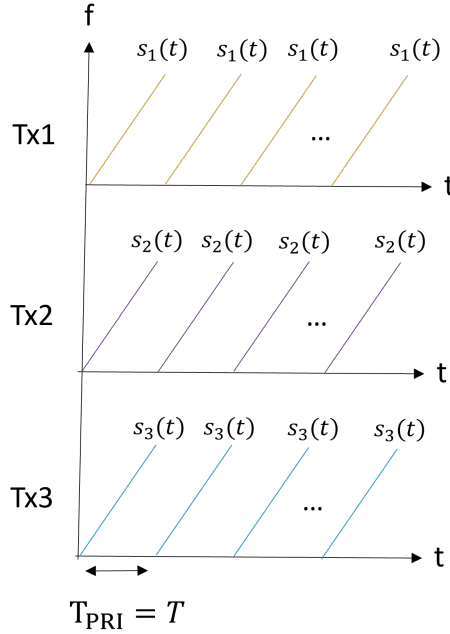 f
s₁(t) s₁(t) s₁(t) s₁(t)
Tx1
...
t
s₂(t) s₂(t) s₂(t) s₂(t)
Tx2
...
t
s₃(t) s₃(t) s₃(t) s₃(t)
Tx3
...
t
T_PRI = T